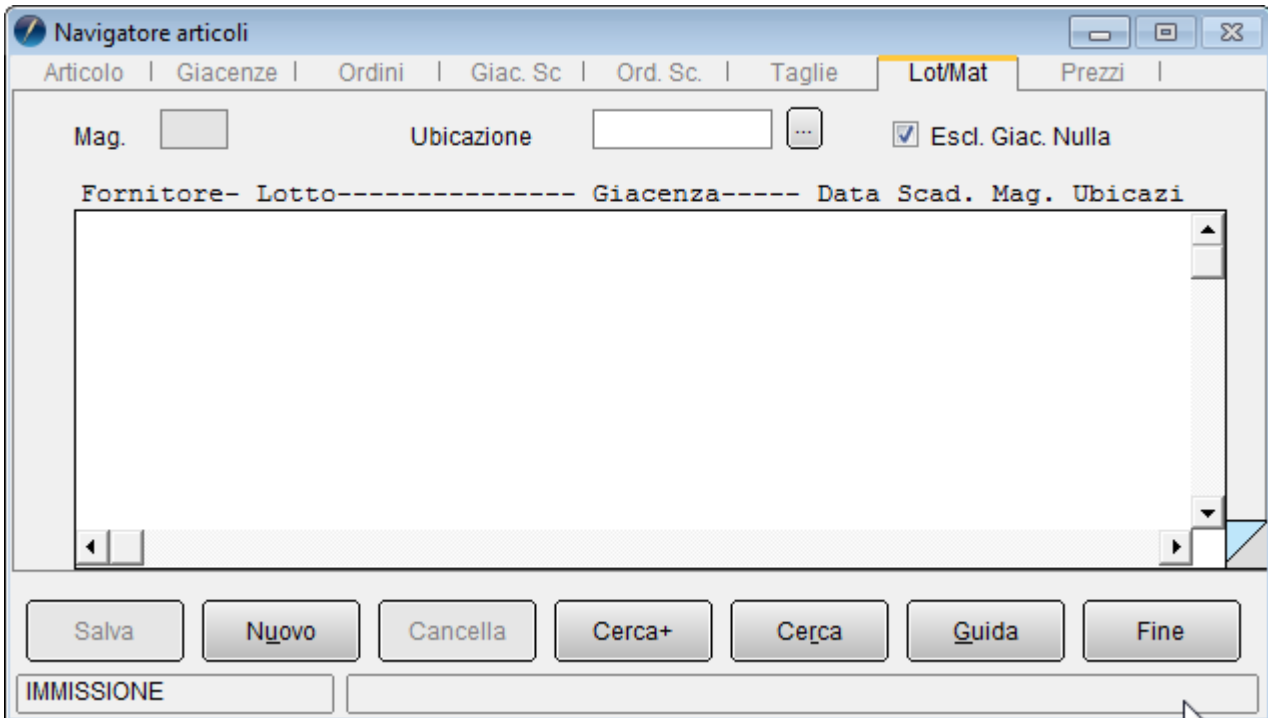 Navigatore articoli
Articolo | Giacenze | Ordini | Giac. Sc | Ord. Sc. | Taglie Lot/Mat Prezzi |
Mag. Ubicazione ... Escl. Giac. Nulla
Fornitore- Lotto--------------- Giacenza----- Data Scad. Mag. Ubicazi
Salva Nuovo Cancella Cerca+ Cerca Guida Fine
IMMISSIONE